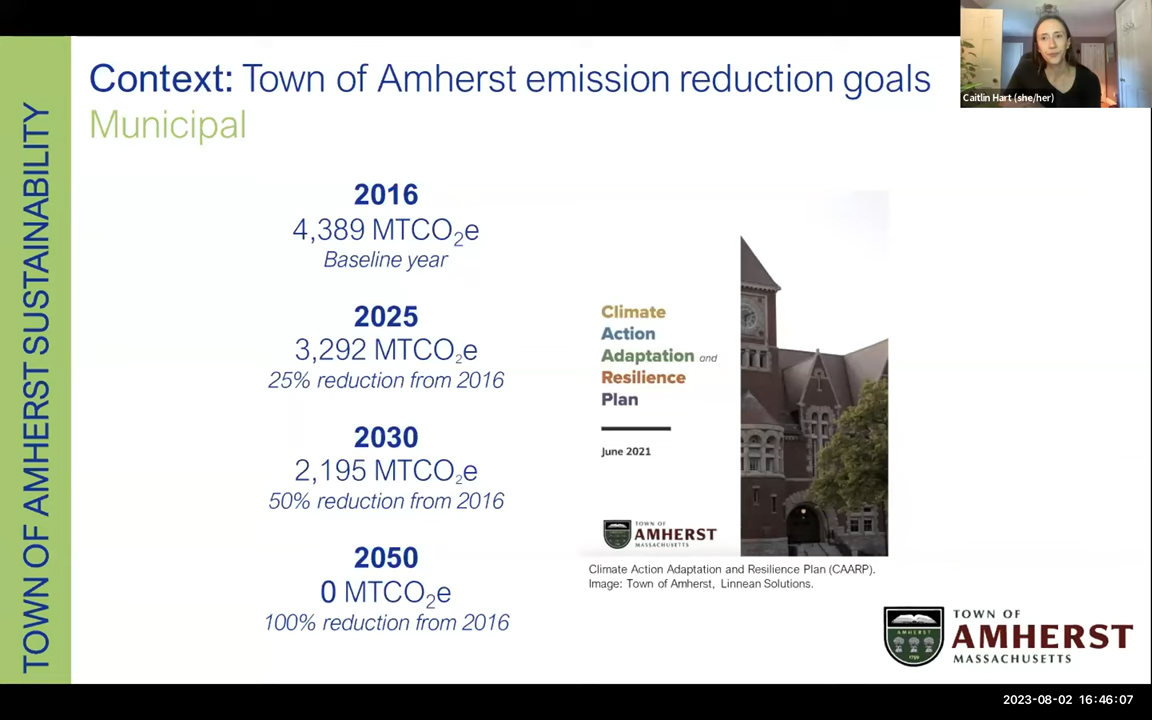 Context: Town of Amherst emission reduction goals
Municipal
TOWN OF AMHERST SUSTAINABILITY
2016
4,389 MTCO₂e
Baseline year
2025
3,292 MTCO₂e
25% reduction from 2016
2030
2,195 MTCO₂e
50% reduction from 2016
2050
0 MTCO₂e
100% reduction from 2016
Climate
Action
Adaptation and
Resilience
Plan
June 2021
TOWN OF
AMHERST
MASSACHUSETTS
Climate Action Adaptation and Resilience Plan (CAARP).
Image: Town of Amherst, Linnean Solutions.
TOWN OF
AMHERST
MASSACHUSETTS
Caitlin Hart (she/her)
2023-08-02 16:46:07